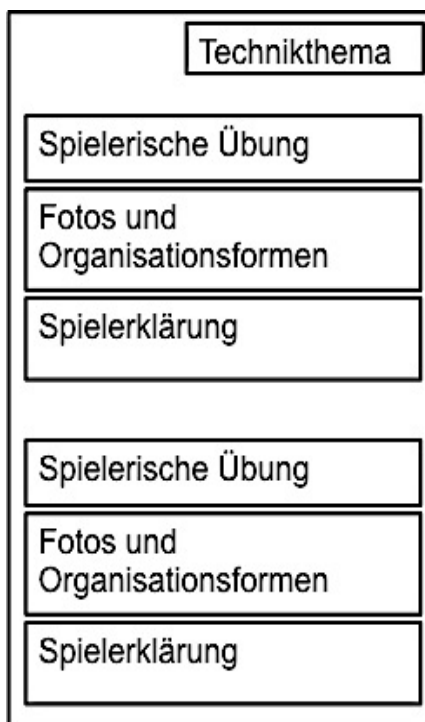 Technikthema
Spielerische Übung
Fotos und
Organisationsformen
Spielerklärung
Spielerische Übung
Fotos und
Organisationsformen
Spielerklärung